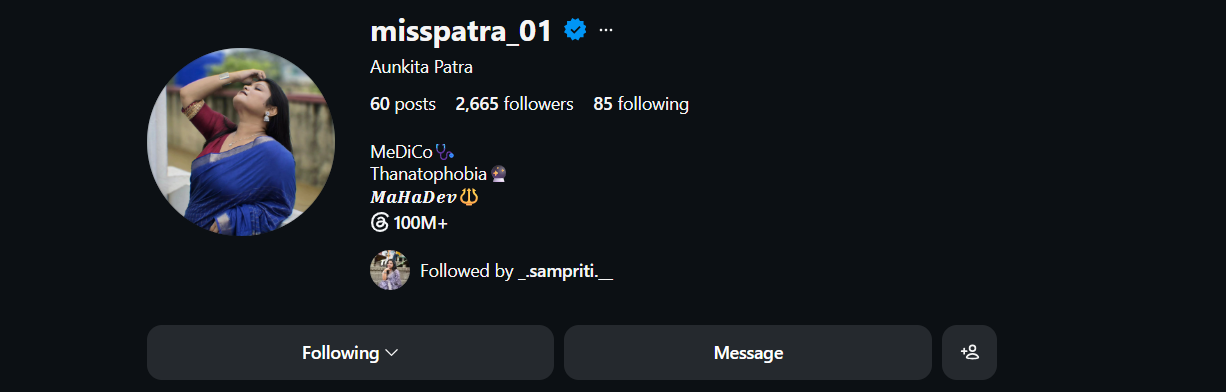 misspatra_01
Aunkita Patra
60 posts 2,665 followers 85 following
MeDiCo🩺
Thanatophobia🔮
𝑴𝒂𝑯𝒂𝑫𝒆𝒗🔱
100M+
Followed by _.sampriti.__
Following
Message